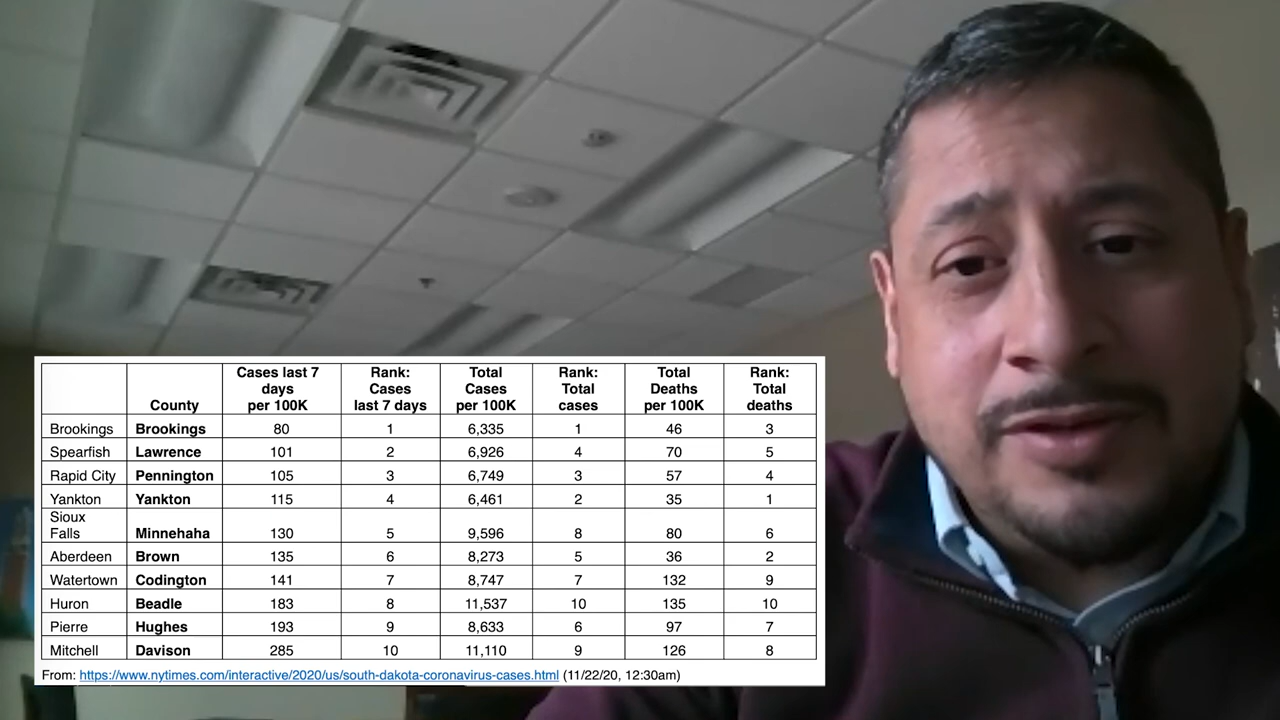 Cases last 7 days per 100K Rank: Cases last 7 days Total Cases per 100K Rank: Total cases Total Deaths per 100K Rank: Total deaths
County
Brookings Brookings 80 1 6,335 1 46 3
Spearfish Lawrence 101 2 6,926 4 70 5
Rapid City Pennington 105 3 6,749 3 57 4
Yankton Yankton 115 4 6,461 2 35 1
Sioux Falls Minnehaha 130 5 9,596 8 80 6
Aberdeen Brown 135 6 8,273 5 36 2
Watertown Codington 141 7 8,747 7 132 9
Huron Beadle 183 8 11,537 10 135 10
Pierre Hughes 193 9 8,633 6 97 7
Mitchell Davison 285 10 11,110 9 126 8
From: https://www.nytimes.com/interactive/2020/us/south-dakota-coronavirus-cases.html (11/22/20, 12:30am)